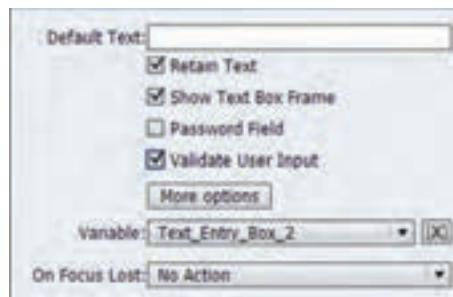 Default Text:
Retain Text
Show Text Box Frame
Password Field
Validate User Input
More options
Variable: Text_Entry_Box_2 [X]
On Focus Lost: No Action